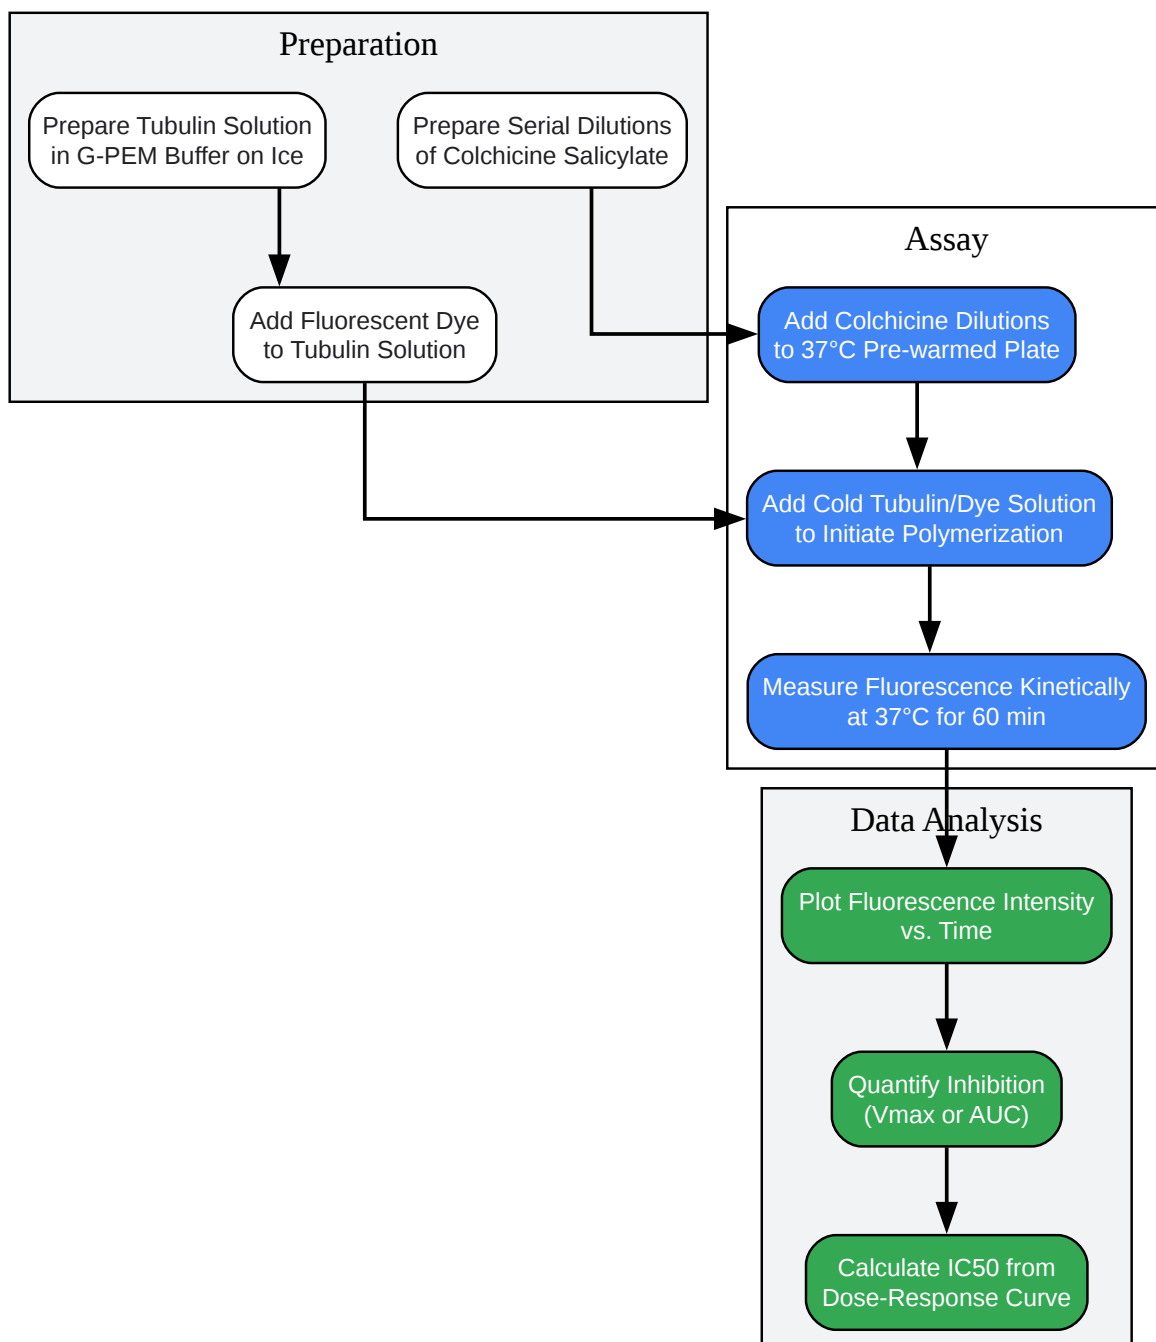 Preparation
Prepare Tubulin Solution
in G-PEM Buffer on Ice
Prepare Serial Dilutions
of Colchicine Salicylate
Add Fluorescent Dye
to Tubulin Solution
Assay
Add Colchicine Dilutions
to 37°C Pre-warmed Plate
Add Cold Tubulin/Dye Solution
to Initiate Polymerization
Measure Fluorescence Kinetically
at 37°C for 60 min
Data Analysis
Plot Fluorescence Intensity
vs. Time
Quantify Inhibition
(Vmax or AUC)
Calculate IC50 from
Dose-Response Curve